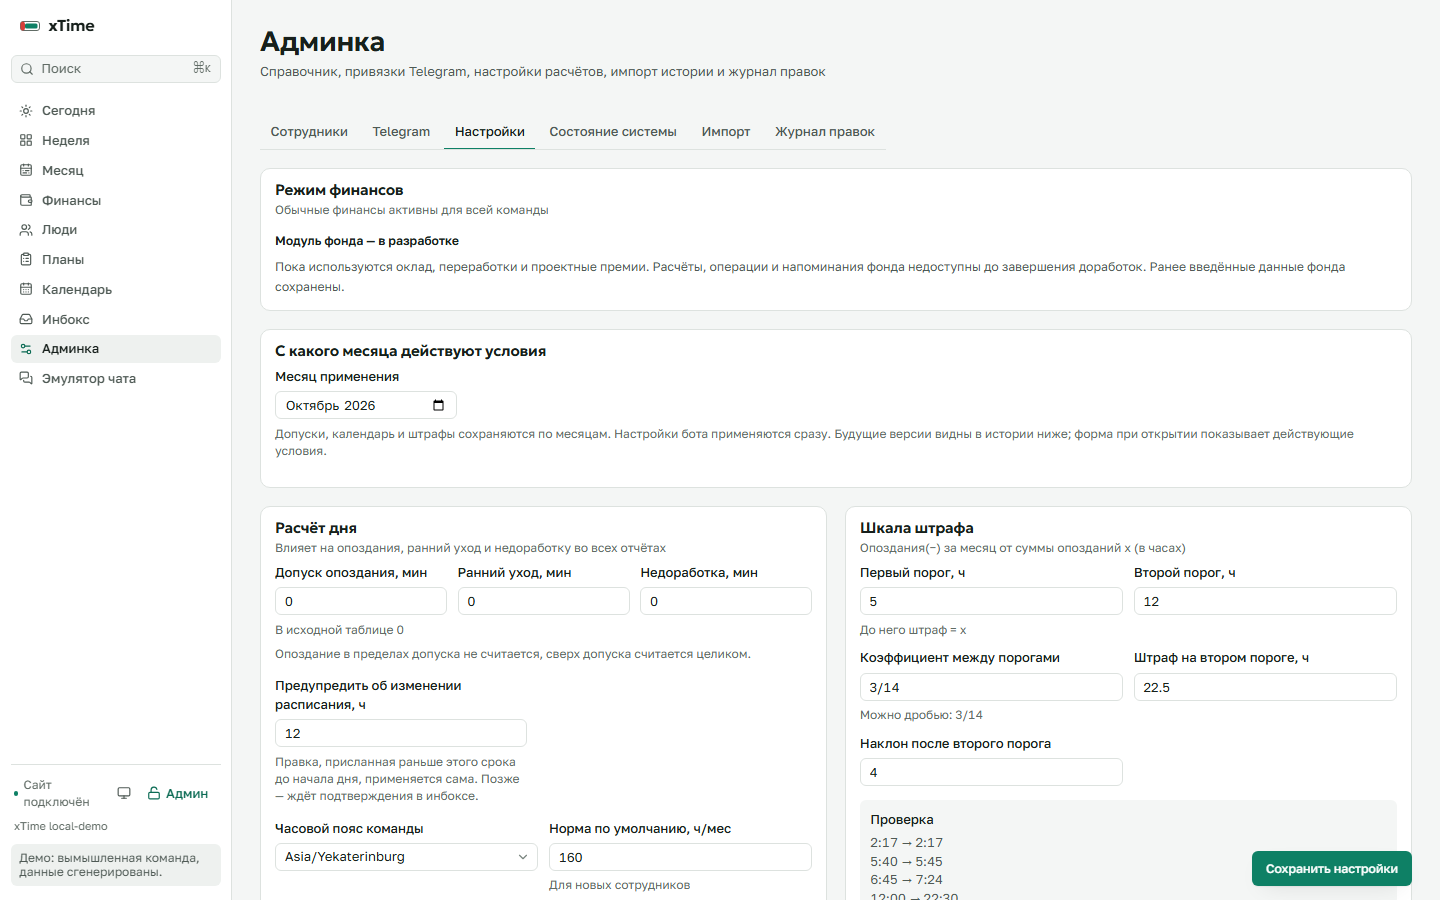 xTime
Поиск
⌘K
Сегодня
Неделя
Месяц
Финансы
Люди
Планы
Календарь
Инбокс
Админка
Эмулятор чата
Сайт
подключён
Админ
xTime local-demo
Демо: вымышленная команда,
данные сгенерированы.
Админка
Справочник, привязки Telegram, настройки расчётов, импорт истории и журнал правок
Сотрудники
Telegram
Настройки
Состояние системы
Импорт
Журнал правок
Режим финансов
Обычные финансы активны для всей команды
Модуль фонда — в разработке
Пока используются оклад, переработки и проектные премии. Расчёты, операции и напоминания фонда недоступны до завершения доработок. Ранее введённые данные фонда
сохранены.
С какого месяца действуют условия
Месяц применения
Октябрь 2026
Допуски, календарь и штрафы сохраняются по месяцам. Настройки бота применяются сразу. Будущие версии видны в истории ниже; форма при открытии показывает действующие
условия.
Расчёт дня
Влияет на опоздания, ранний уход и недоработку во всех отчётах
Допуск опоздания, мин
Ранний уход, мин
Недоработка, мин
0
0
0
В исходной таблице 0
Опоздание в пределах допуска не считается, сверх допуска считается целиком.
Предупредить об изменении
расписания, ч
12
Правка, присланная раньше этого срока
до начала дня, применяется сама. Позже
— ждёт подтверждения в инбоксе.
Часовой пояс команды
Норма по умолчанию, ч/мес
Asia/Yekaterinburg
160
Для новых сотрудников
Шкала штрафа
Опоздания(−) за месяц от суммы опозданий x (в часах)
Первый порог, ч
Второй порог, ч
5
12
До него штраф = x
Коэффициент между порогами
Штраф на втором пороге, ч
3/14
22.5
Можно дробью: 3/14
Наклон после второго порога
4
Проверка
2:17 → 2:17
5:40 → 5:45
6:45 → 7:24
12:00 → 22:30
Сохранить настройки